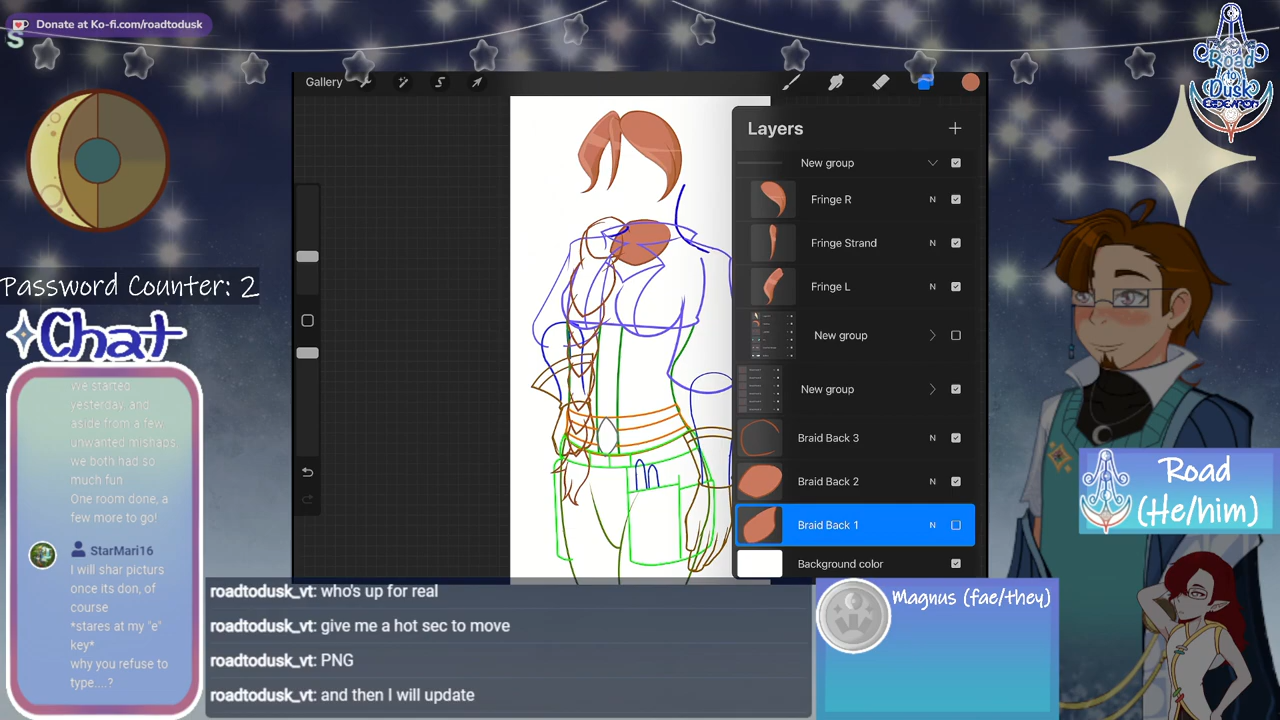 Donate at Ko-fi.com/roadtodusk
S
Gallery
S
Road
to
Dusk
Layers
New group
Fringe R
N
Fringe Strand
N
Fringe L
N
New group
New group
Braid Back 3
N
Braid Back 2
N
Braid Back 1
N
Background color
Password Counter: 2
Chat
We started
yesterday and
aside from a few
unwanted mishaps
we both had so
much fun
One room done, a
few more to go!
StarMari16
I will shar picturs
once its don, of
course
*stares at my "e"
key*
why you refuse to
type....?
roadtodusk_vt: who's up for real
roadtodusk_vt: give me a hot sec to move
roadtodusk_vt: PNG
roadtodusk_vt: and then I will update
Magnus (fae/they)
Road
(He/him)